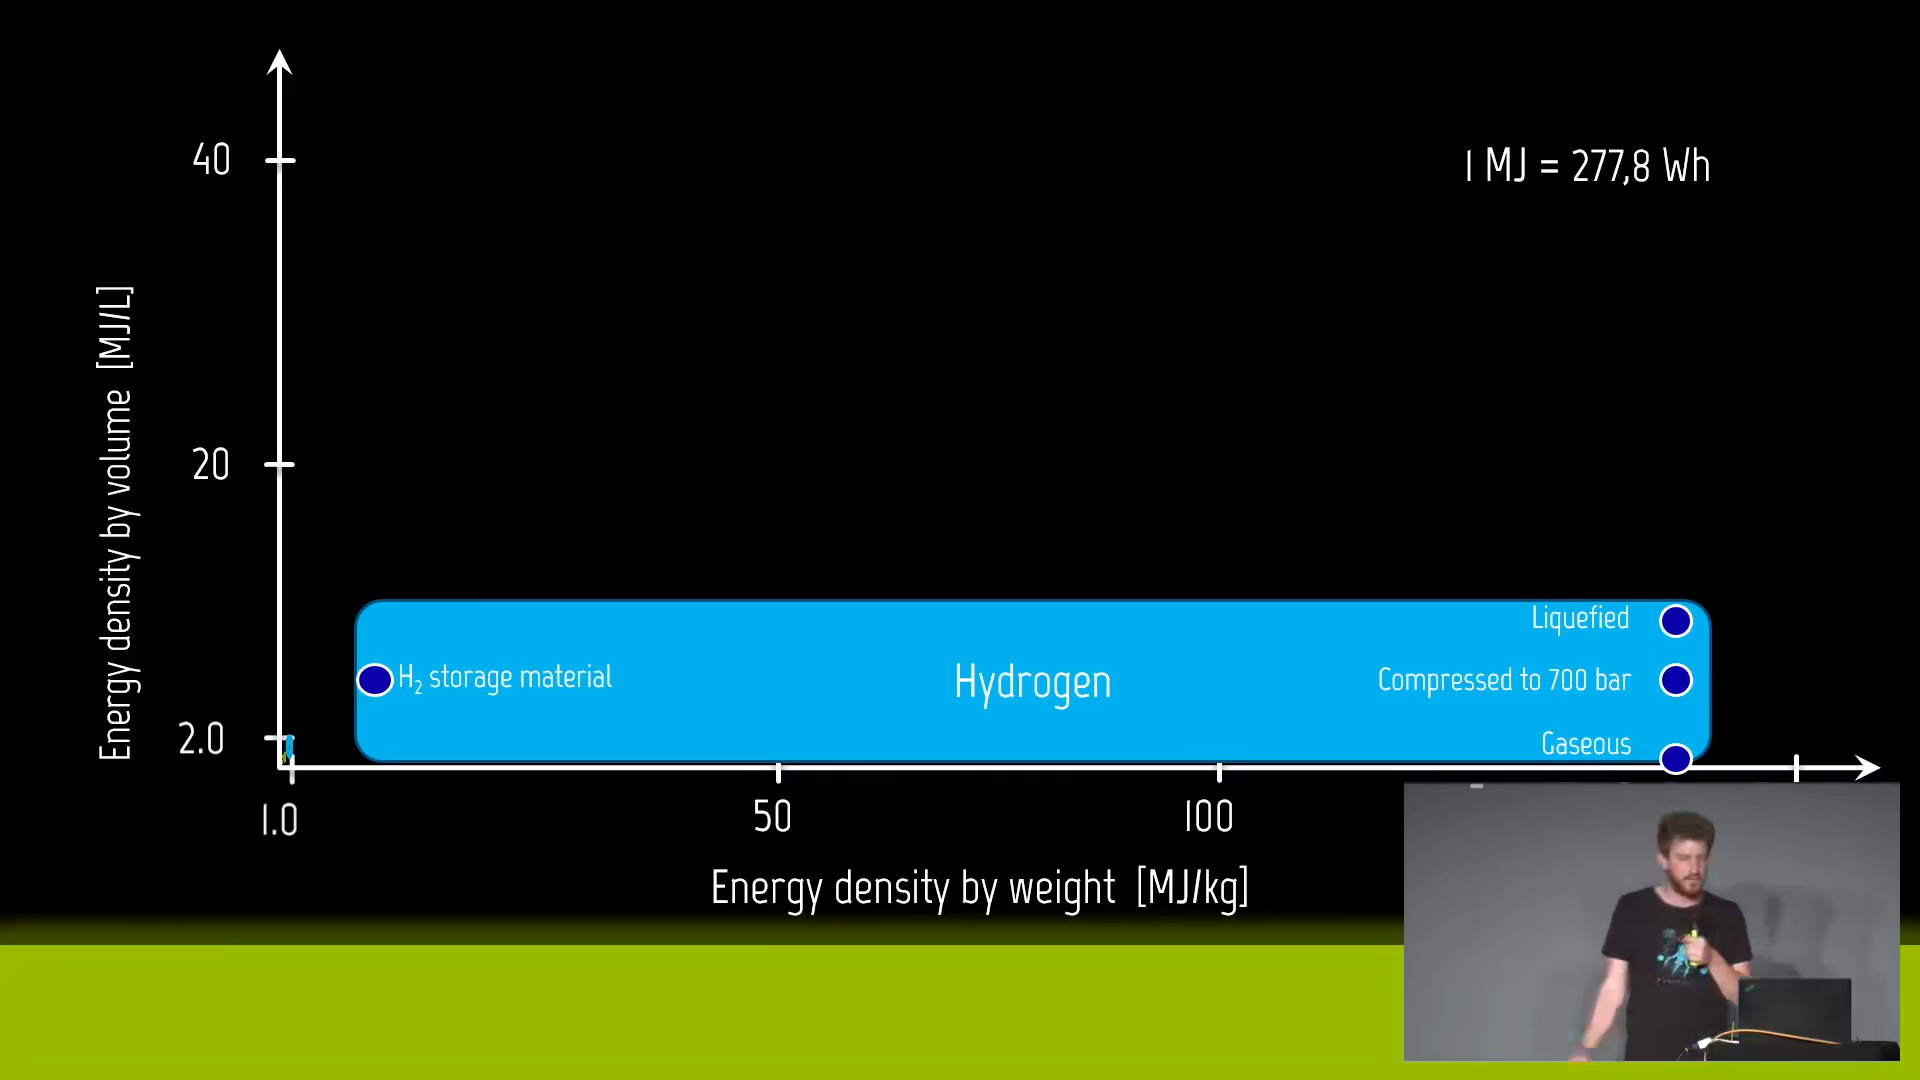 40
1 MJ = 277,8 Wh
Energy density by volume [MJ/L]
20
Liquefied
H₂ storage material
Hydrogen
Compressed to 700 bar
2.0
Gaseous
1.0
50
100
Energy density by weight [MJ/kg]